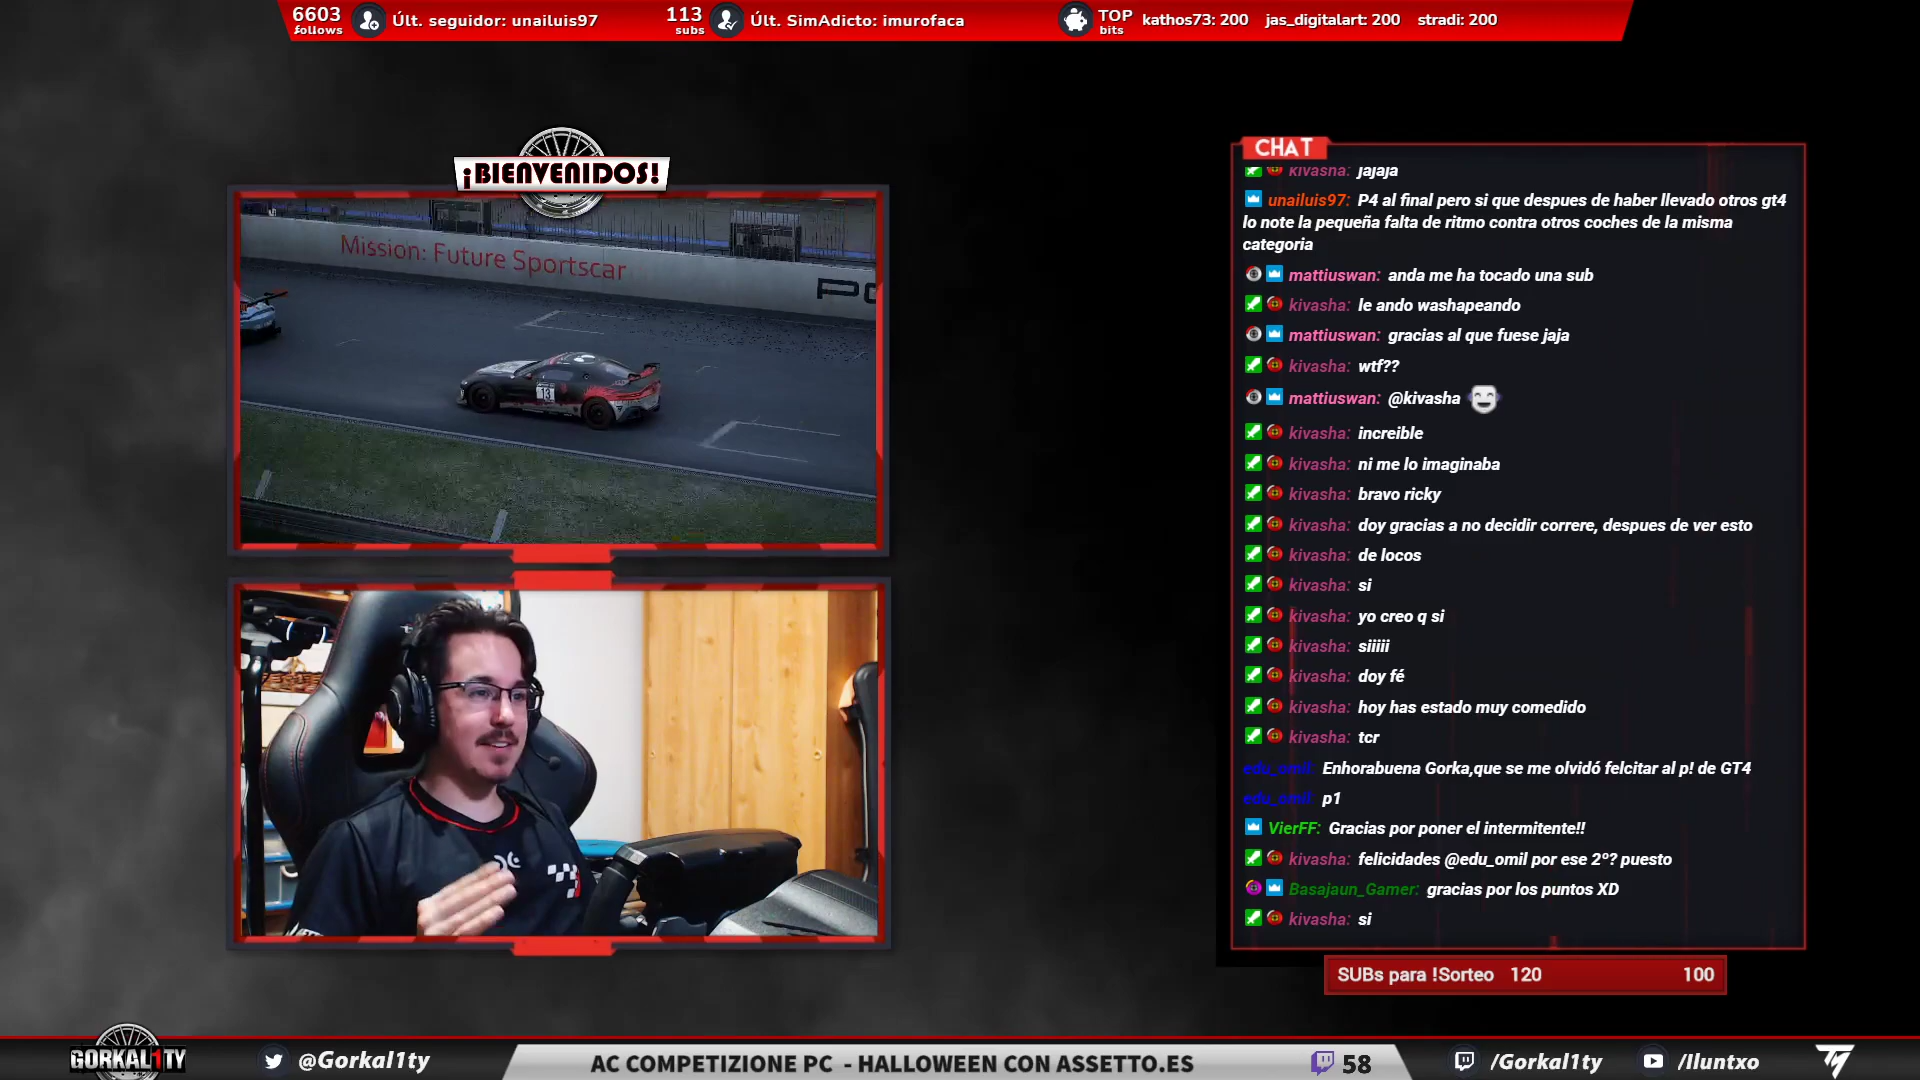 6603
follows
Últ. seguidor: unailuis97
113
subs
Últ. SimAdicto: imurofaca
TOP
bits
kathos73: 200 jas_digitalart: 200 stradi: 200
¡BIENVENIDOS!
Mission: Future Sportscar
13
CHAT
kivasha: jajaja
unailuis97: P4 al final pero si que despues de haber llevado otros gt4
lo note la pequeña falta de ritmo contra otros coches de la misma
categoria
mattiuswan: anda me ha tocado una sub
kivasha: le ando washapeando
mattiuswan: gracias al que fuese jaja
kivasha: wtf??
mattiuswan: @kivasha
kivasha: increible
kivasha: ni me lo imaginaba
kivasha: bravo ricky
kivasha: doy gracias a no decidir correre, despues de ver esto
kivasha: de locos
kivasha: si
kivasha: yo creo q si
kivasha: siiiii
kivasha: doy fé
kivasha: hoy has estado muy comedido
kivasha: tcr
edu_omil: Enhorabuena Gorka,que se me olvidó felcitar al p! de GT4
edu_omil: p1
VierFF: Gracias por poner el intermitente!!
kivasha: felicidades @edu_omil por ese 2º? puesto
Basajaun_Gamer: gracias por los puntos XD
kivasha: si
SUBs para !Sorteo 120 100
GORKAL1TY
@Gorkal1ty
AC COMPETIZIONE PC - HALLOWEEN CON ASSETTO.ES
58
/Gorkal1ty
/Iluntxo